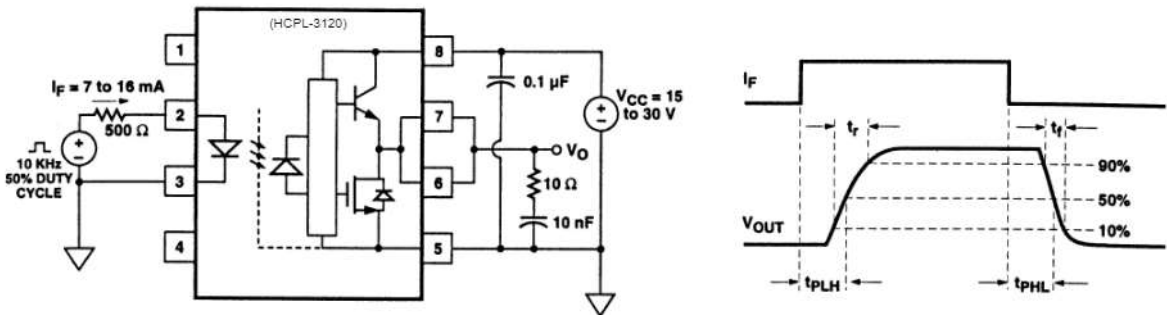 (HCPL-3120)
1
8
I_F = 7 to 16 mA
0.1 µF
2
500 Ω
V_CC = 15
to 30 V
7
+
−
+
−
V_O
10 KHz
50% DUTY
CYCLE
3
6
10 Ω
10 nF
4
5
I_F
t_r
t_f
90%
50%
V_OUT
10%
t_PLH
t_PHL